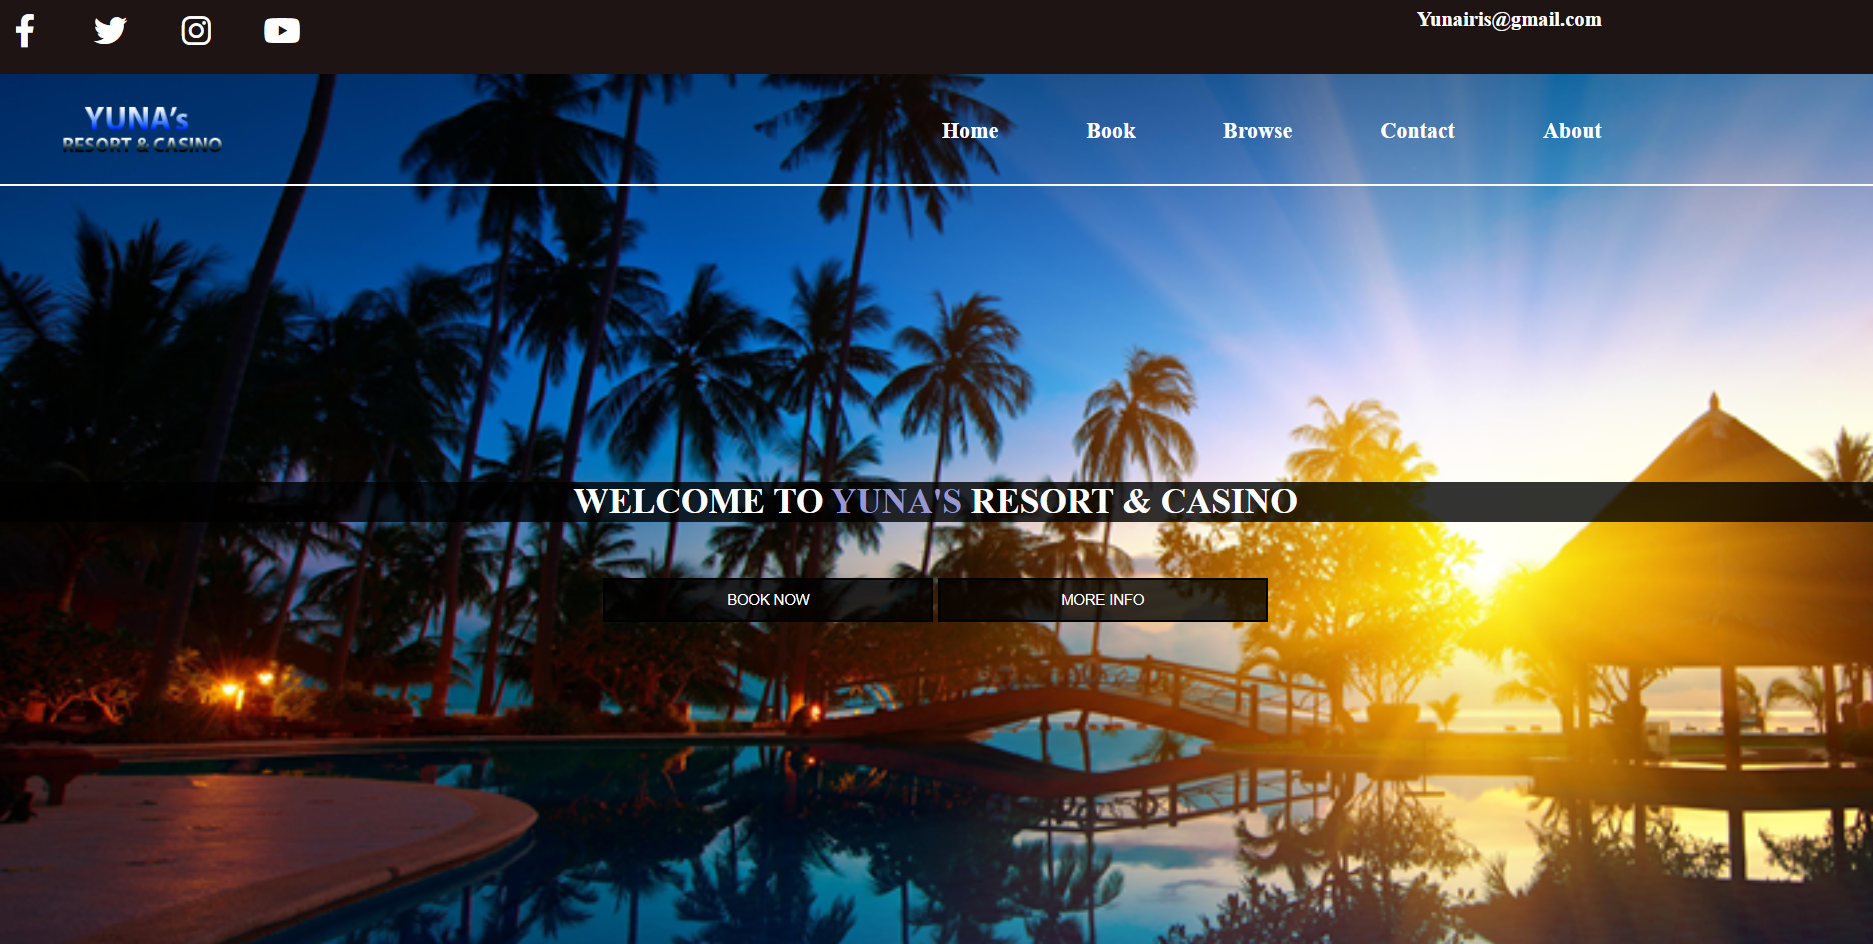 Yunairis@gmail.com
YUNA's
RESORT & CASINO
Home Book Browse Contact About
WELCOME TO YUNA'S RESORT & CASINO
BOOK NOW MORE INFO